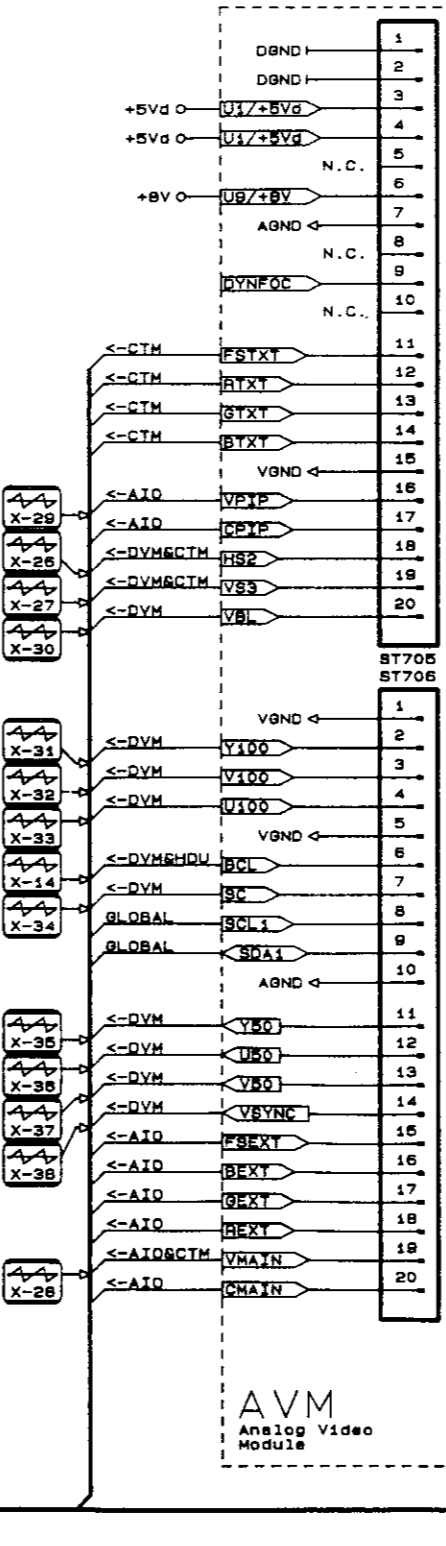 DGND 1
DGND 2
+5Vd U1/+5Vd 3
+5Vd U1/+5Vd 4
N.C. 5
+8V U9/+8V 6
AGND 7
N.C. 8
DYNFOC 9
N.C. 10
<-CTM FSTXT 11
<-CTM RTXT 12
<-CTM GTXT 13
<-CTM BTXT 14
VGND 15
X-29 <-AIO VPIP 16
<-AIO CPIP 17
X-26 <-DVM&CTM HS2 18
X-27 <-DVM&CTM VS3 19
X-30 <-DVM VBL 20
ST705
ST706
VGND 1
X-31 <-DVM Y100 2
X-32 <-DVM V100 3
X-33 <-DVM U100 4
VGND 5
X-14 <-DVM&HDU BCL 6
X-34 <-DVM SC 7
GLOBAL SCL1 8
GLOBAL SDA1 9
AGND 10
X-35 <-DVM Y50 11
X-36 <-DVM U50 12
X-37 <-DVM V50 13
X-38 <-DVM VSYNC 14
<-AIO FSEXT 15
<-AIO BEXT 16
<-AIO GEXT 17
<-AIO REXT 18
X-28 <-AIO&CTM VMAIN 19
<-AIO CMAIN 20
AVM
Analog Video
Module